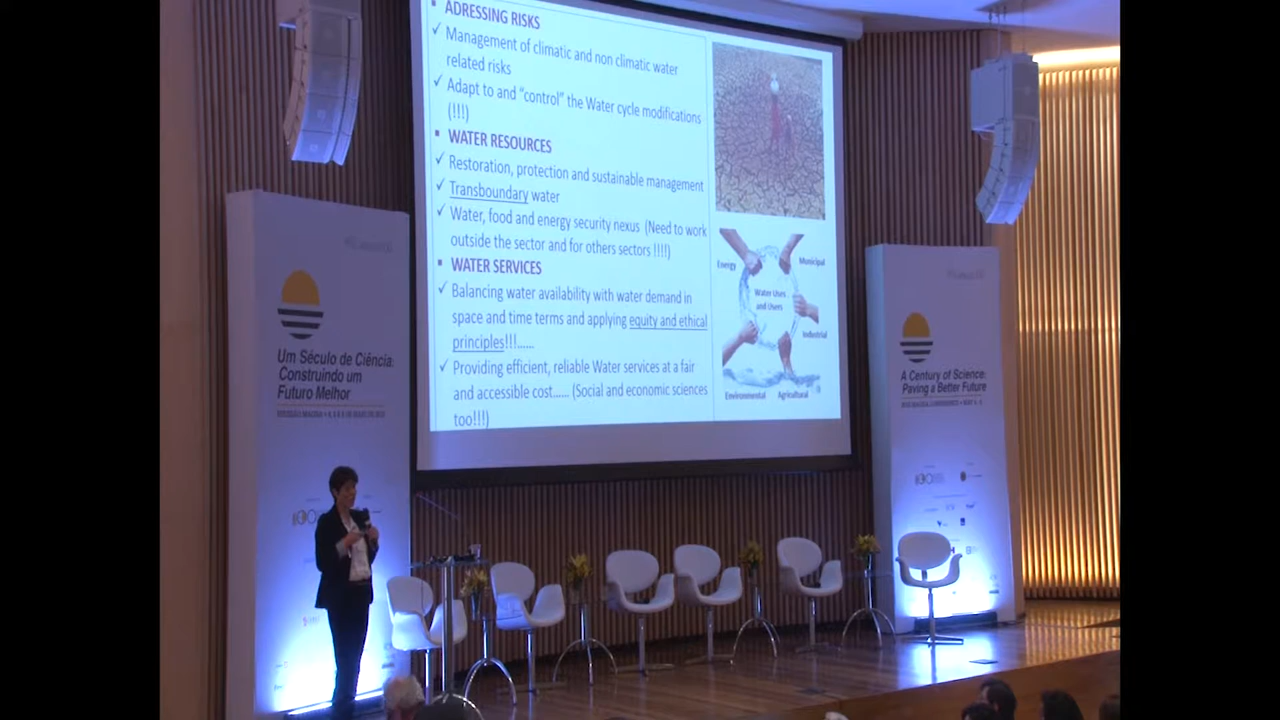 ADRESSING RISKS
Management of climatic and non climatic water
related risks
Adapt to and “control” the Water cycle modifications
(!!!)
WATER RESOURCES
Restoration, protection and sustainable management
Transboundary water
Water, food and energy security nexus (Need to work
outside the sector and for others sectors !!!!)
WATER SERVICES
Balancing water availability with water demand in
space and time terms and applying equity and ethical
principles!!!......
Providing efficient, reliable Water services at a fair
and accessible cost...... (Social and economic sciences
too!!!)
Energy
Municipal
Water Uses
and Users
Industrial
Environmental
Agricultural
Um Século de Ciência:
Construindo um
Futuro Melhor
A Century of Science:
Paving a Better Future